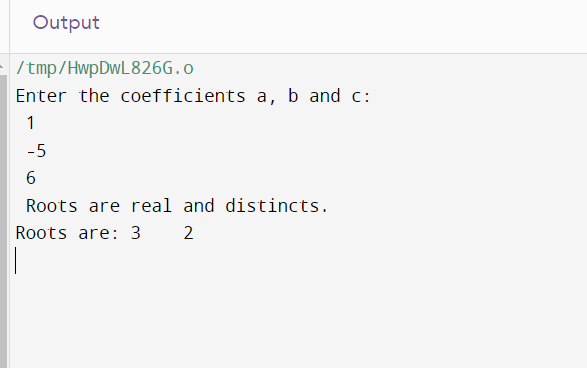 Output
/tmp/HwpDwL826G.o
Enter the coefficients a, b and c:
1
-5
6
Roots are real and distincts.
Roots are: 3    2